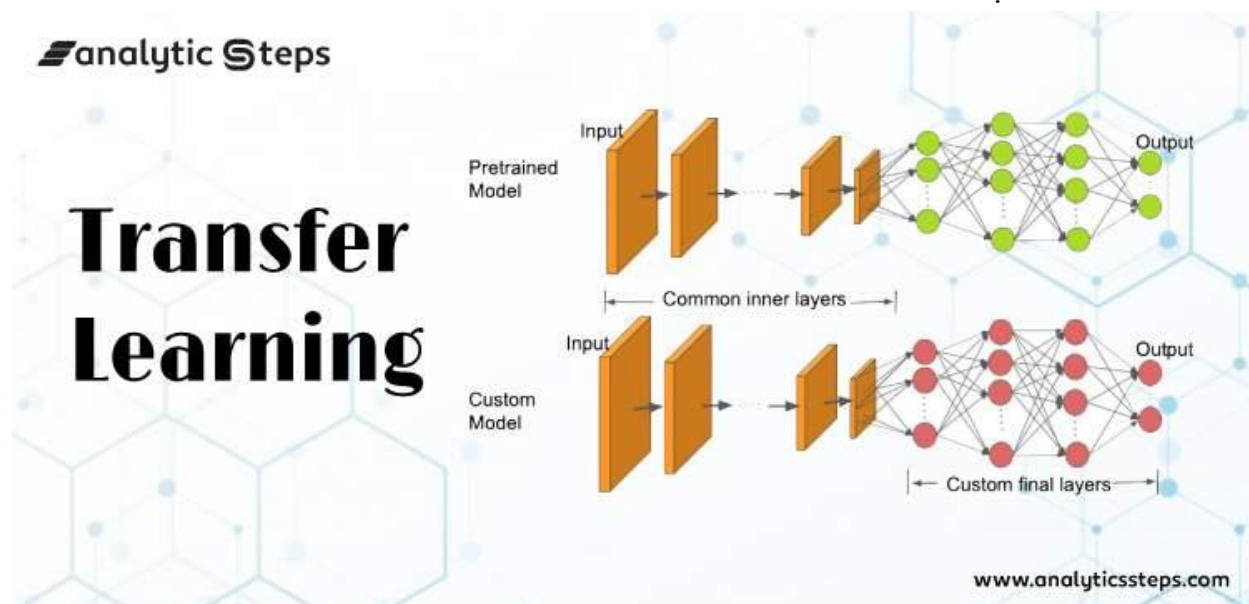 analytic Steps
Transfer
Learning
Pretrained
Model
Input
Output
Common inner layers
Custom
Model
Input
Output
Custom final layers
www.analyticssteps.com